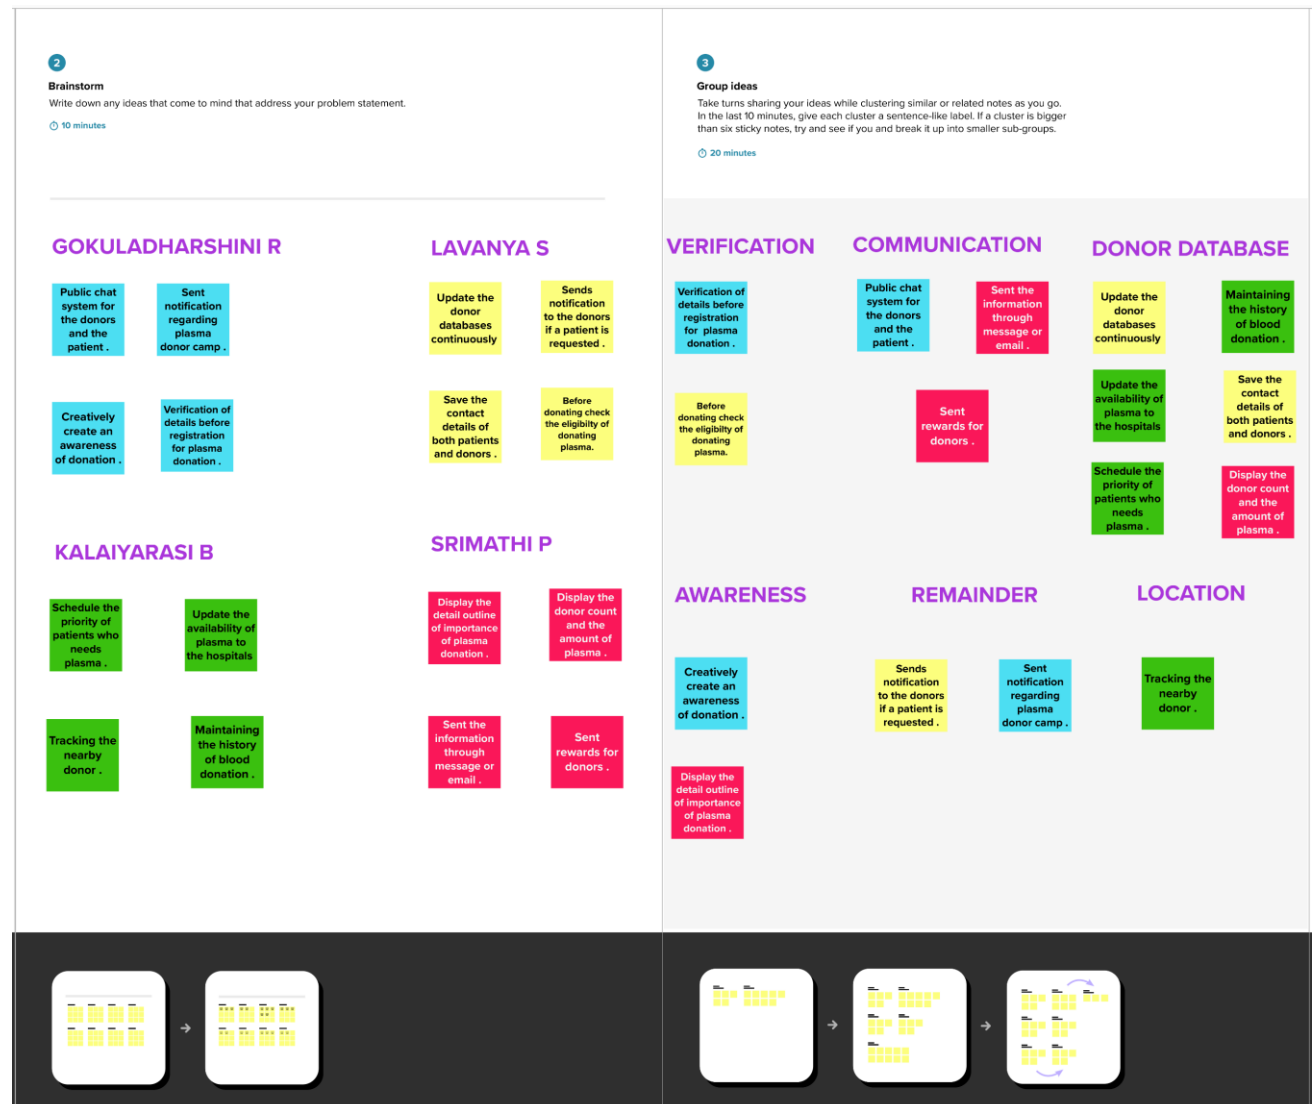 2
Brainstorm
Write down any ideas that come to mind that address your problem statement.
10 minutes
GOKULADHARSHINI R
Public chat
system for
the donors
and the
patient .
Sent
notification
regarding
plasma
donor camp .
Creatively
create an
awareness
of donation .
Verification of
details before
registration
for plasma
donation .
LAVANYA S
Update the
donor
databases
continuously
Sends
notification
to the donors
if a patient is
requested .
Save the
contact
details of
both patients
and donors .
Before
donating check
the eligibilty of
donating
plasma.
KALAIYARASI B
Schedule the
priority of
patients who
needs
plasma .
Update the
availability of
plasma to
the hospitals
Tracking the
nearby
donor .
Maintaining
the history
of blood
donation .
SRIMATHI P
Display the
detail outline
of importance
of plasma
donation .
Display the
donor count
and the
amount of
plasma .
Sent the
information
through
message or
email .
Sent
rewards for
donors .
3
Group ideas
Take turns sharing your ideas while clustering similar or related notes as you go.
In the last 10 minutes, give each cluster a sentence-like label. If a cluster is bigger
than six sticky notes, try and see if you and break it up into smaller sub-groups.
20 minutes
VERIFICATION
Verification of
details before
registration
for plasma
donation .
Before
donating check
the eligibilty of
donating
plasma.
COMMUNICATION
Public chat
system for
the donors
and the
patient .
Sent the
information
through
message or
email .
Sent
rewards for
donors .
DONOR DATABASE
Update the
donor
databases
continuously
Maintaining
the history
of blood
donation .
Update the
availability of
plasma to
the hospitals
Save the
contact
details of
both patients
and donors .
Schedule the
priority of
patients who
needs
plasma .
Display the
donor count
and the
amount of
plasma .
AWARENESS
Creatively
create an
awareness
of donation .
Display the
detail outline
of importance
of plasma
donation .
REMAINDER
Sends
notification
to the donors
if a patient is
requested .
Sent
notification
regarding
plasma
donor camp .
LOCATION
Tracking the
nearby
donor .